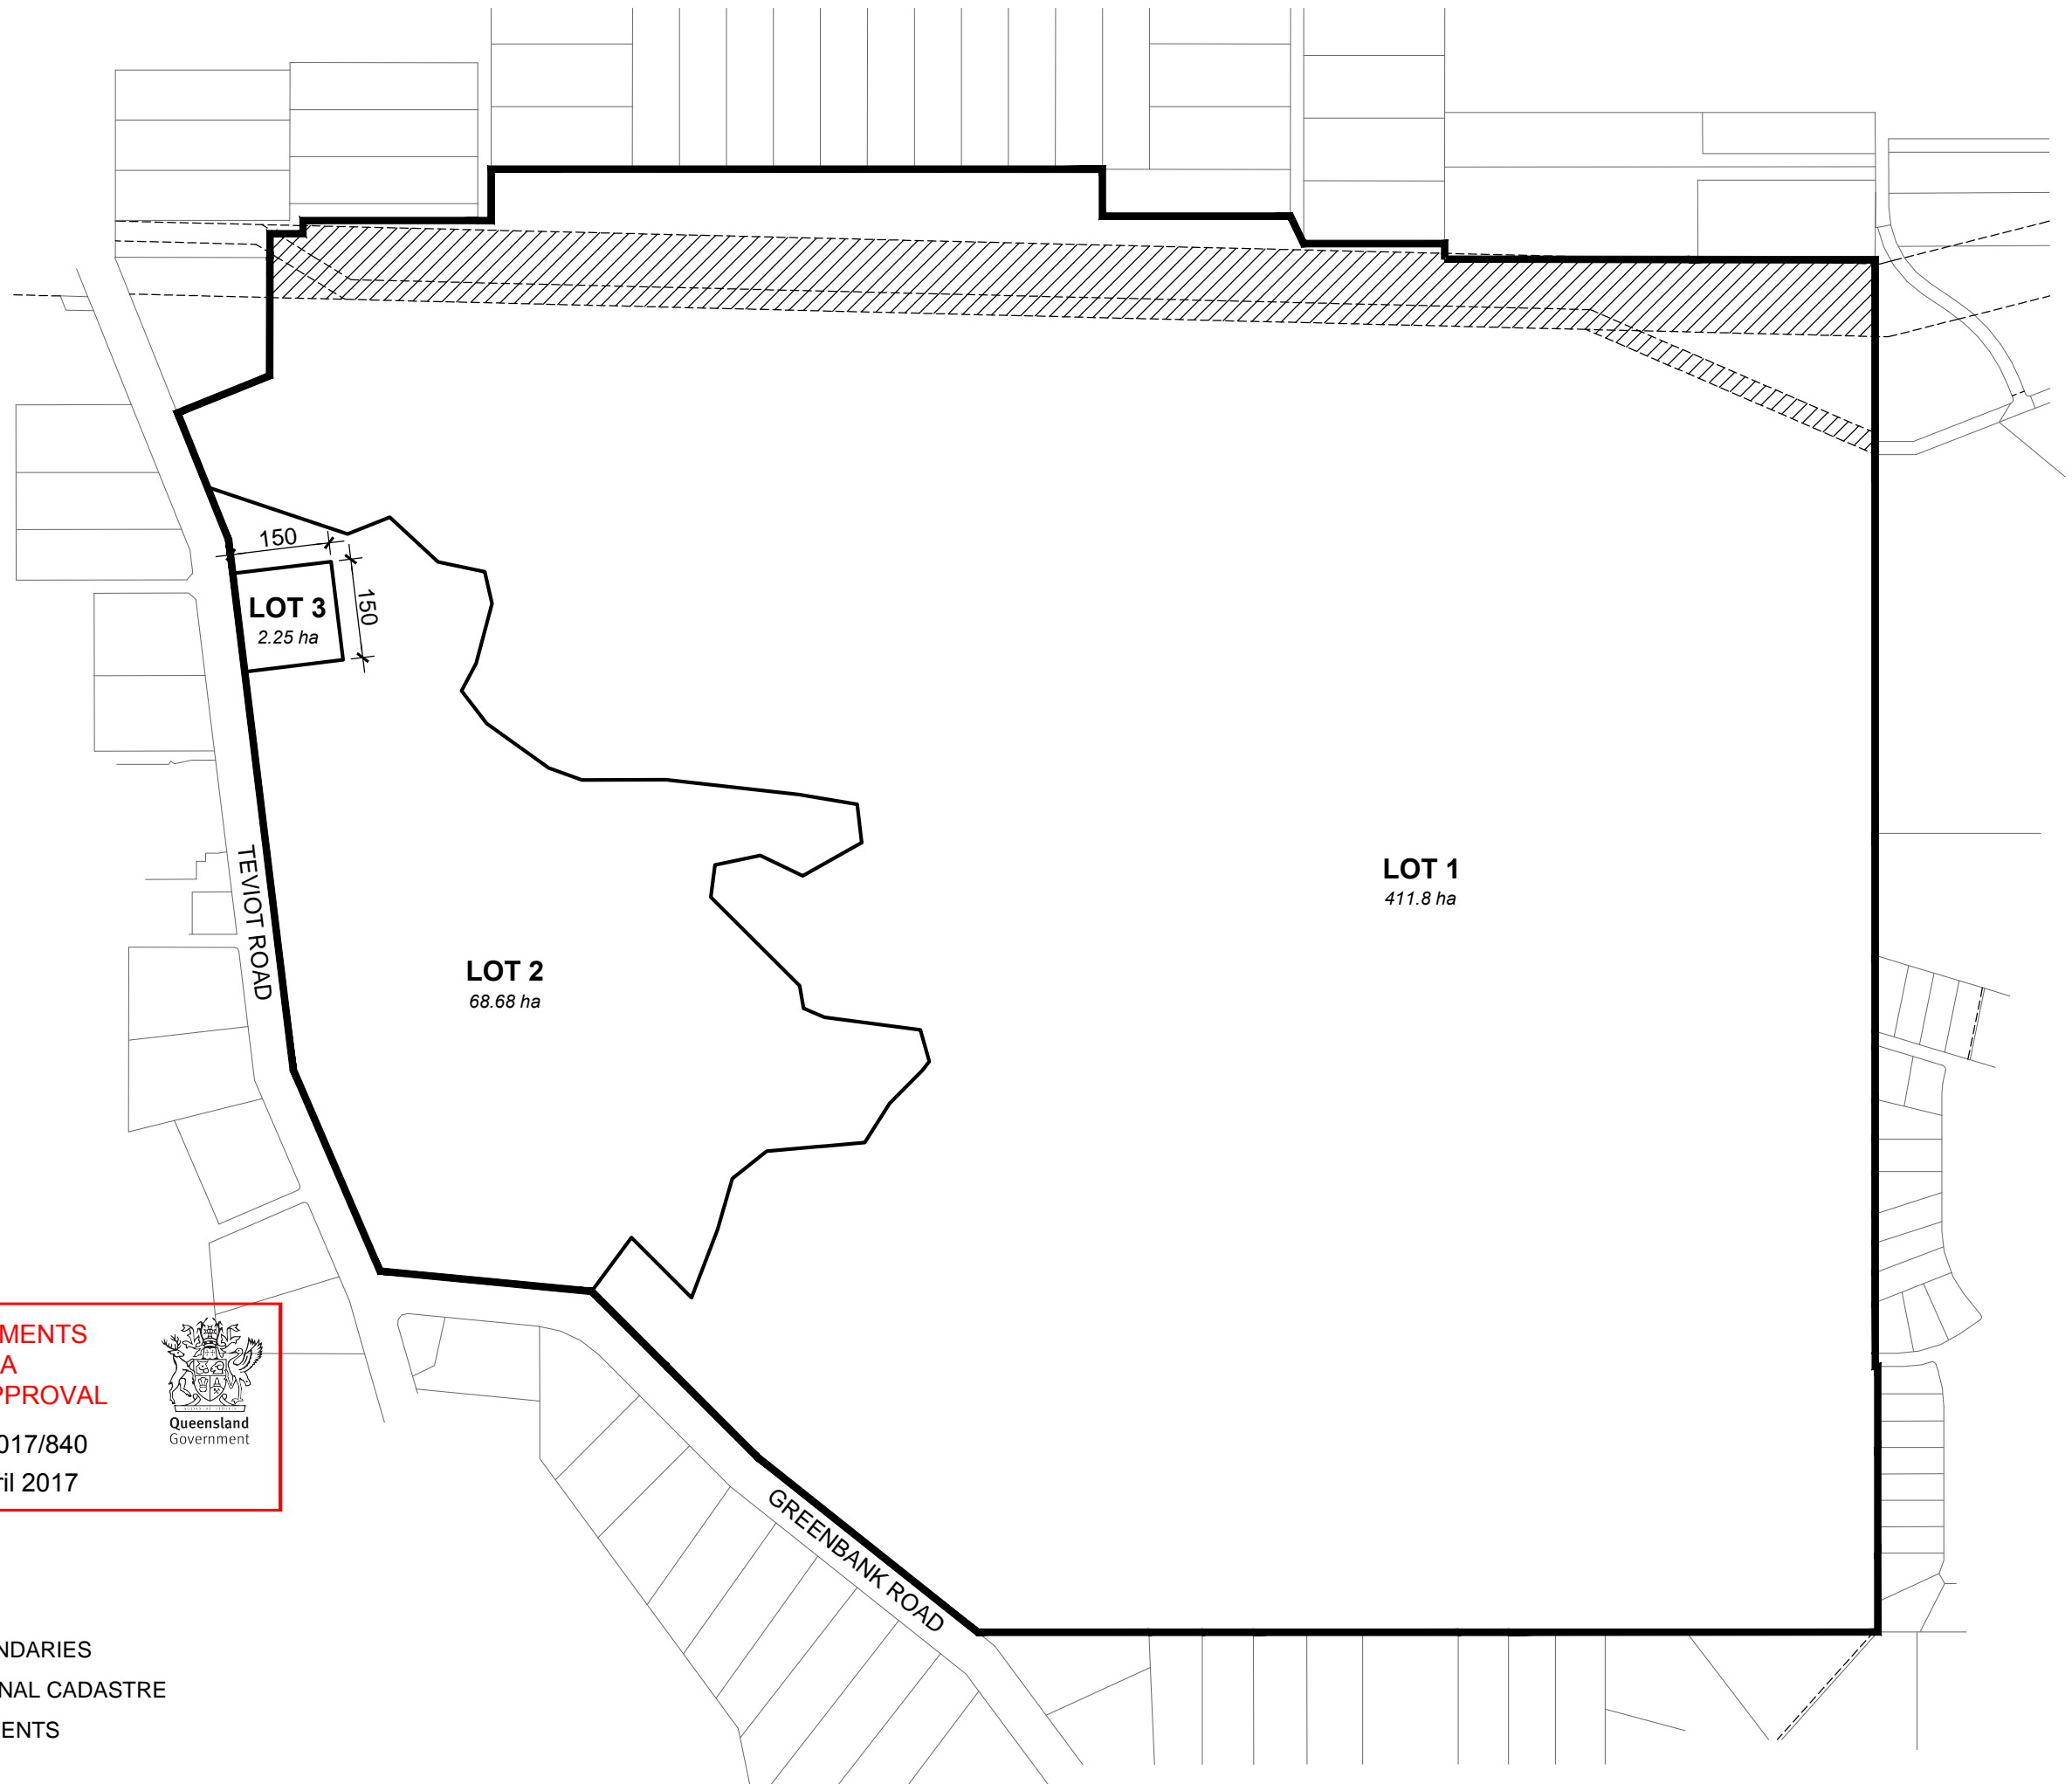 150
150
LOT 3
2.25 ha
LOT 1
411.8 ha
TEVIOT ROAD
LOT 2
68.68 ha
MENTS
A
PPROVAL
Queensland
Government
017/840
ril 2017
GREENBANK ROAD
NDARIES
NAL CADASTRE
ENTS